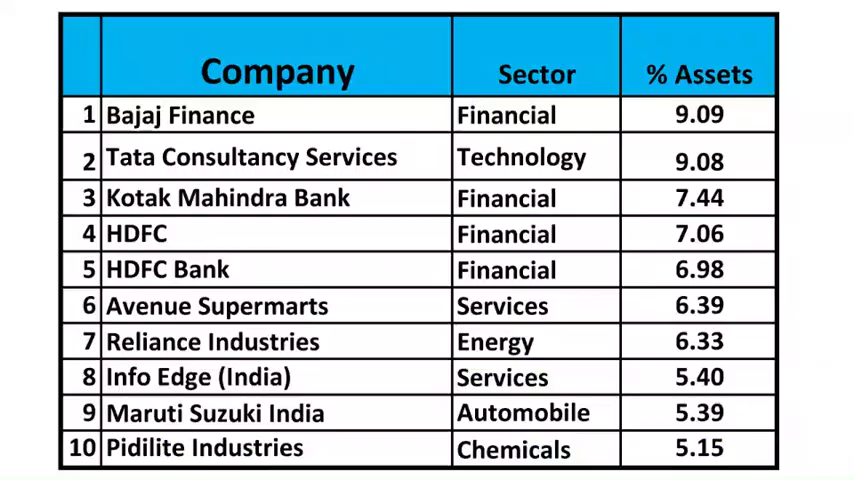 Company Sector % Assets
1 Bajaj Finance Financial 9.09
2 Tata Consultancy Services Technology 9.08
3 Kotak Mahindra Bank Financial 7.44
4 HDFC Financial 7.06
5 HDFC Bank Financial 6.98
6 Avenue Supermarts Services 6.39
7 Reliance Industries Energy 6.33
8 Info Edge (India) Services 5.40
9 Maruti Suzuki India Automobile 5.39
10 Pidilite Industries Chemicals 5.15